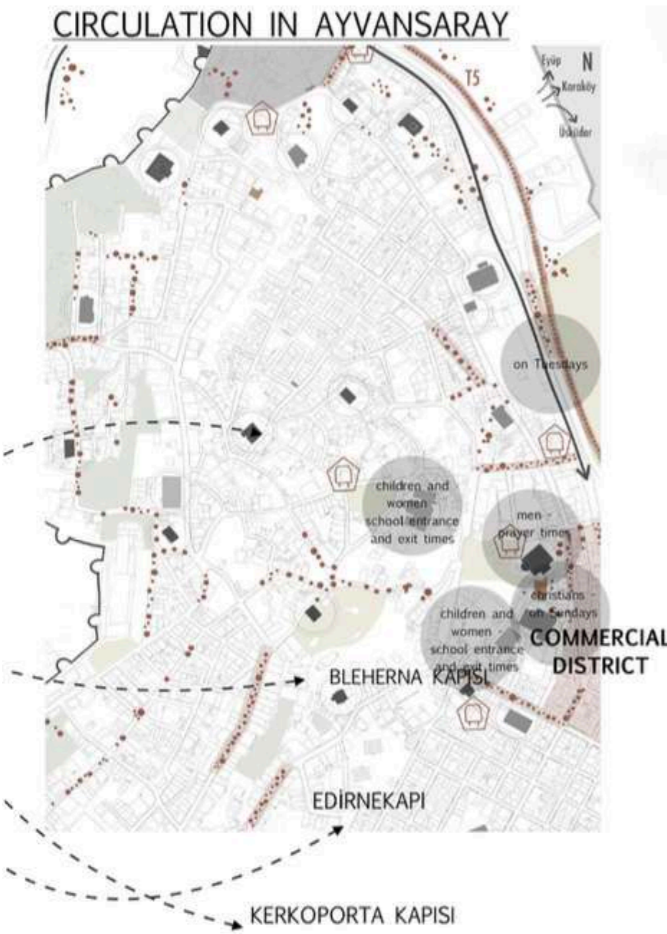 CIRCULATION IN AYVANSARAY
T5
Eyüp
N
Karaköy
Üsküdar
on Tuesdays
children and
women -
school entrance
and exit times
men -
prayer times
christians -
on Sundays
children and
women -
school entrance
and exit times
COMMERCIAL
DISTRICT
BLEHERNA KAPISI
EDİRNEKAPI
KERKOPORTA KAPISI